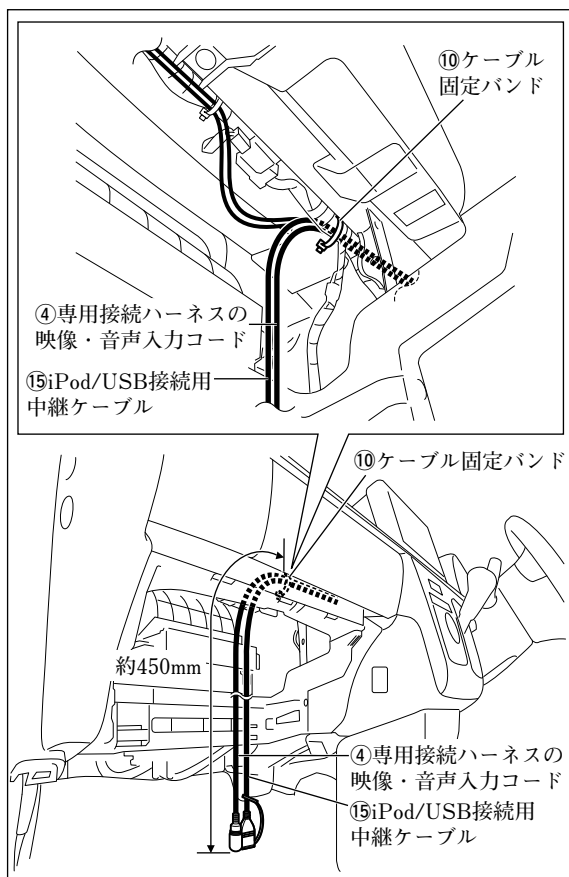 ⑩ケーブル
固定バンド
④専用接続ハーネスの
映像・音声入力コード
⑮iPod/USB接続用
中継ケーブル
⑩ケーブル固定バンド
約450mm
④専用接続ハーネスの
映像・音声入力コード
⑮iPod/USB接続用
中継ケーブル